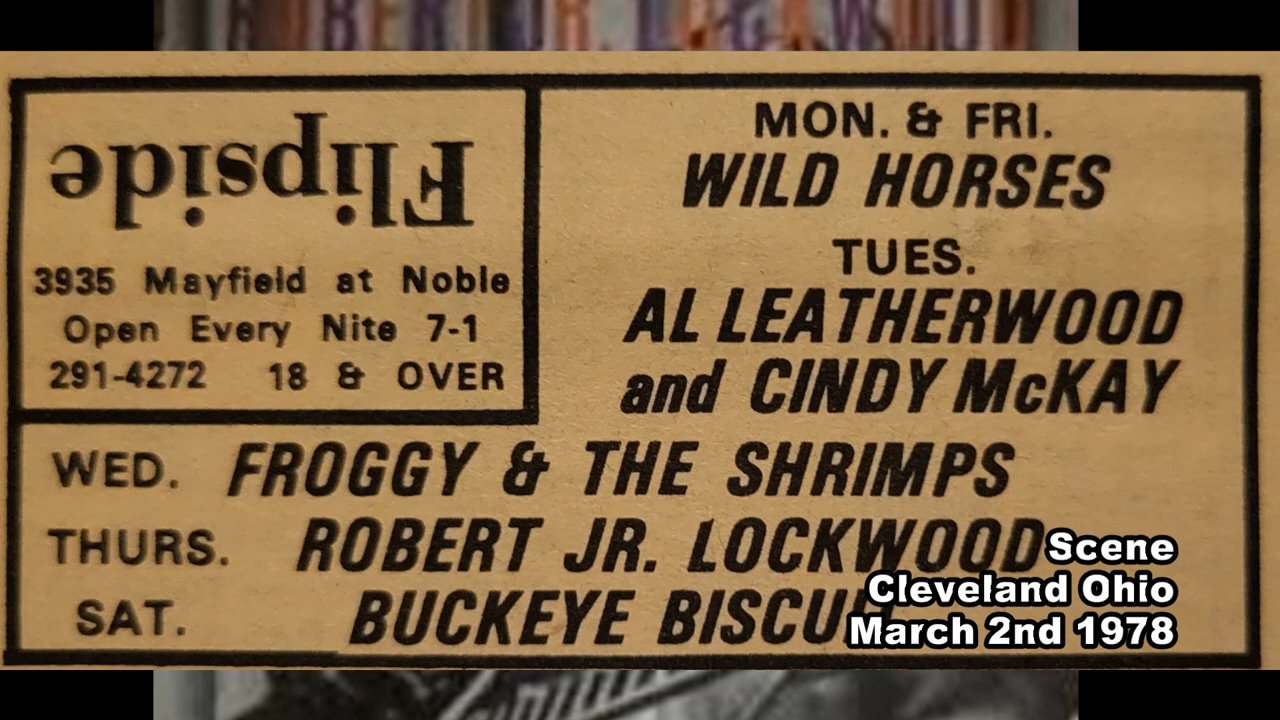 Flipside
3935 Mayfield at Noble
Open Every Nite 7-1
291-4272 18 & OVER
MON. & FRI.
WILD HORSES
TUES.
AL LEATHERWOOD
and CINDY McKAY
WED. FROGGY & THE SHRIMPS
THURS. ROBERT JR. LOCKWOOD
SAT. BUCKEYE
Scene
Cleveland Ohio
March 2nd 1978